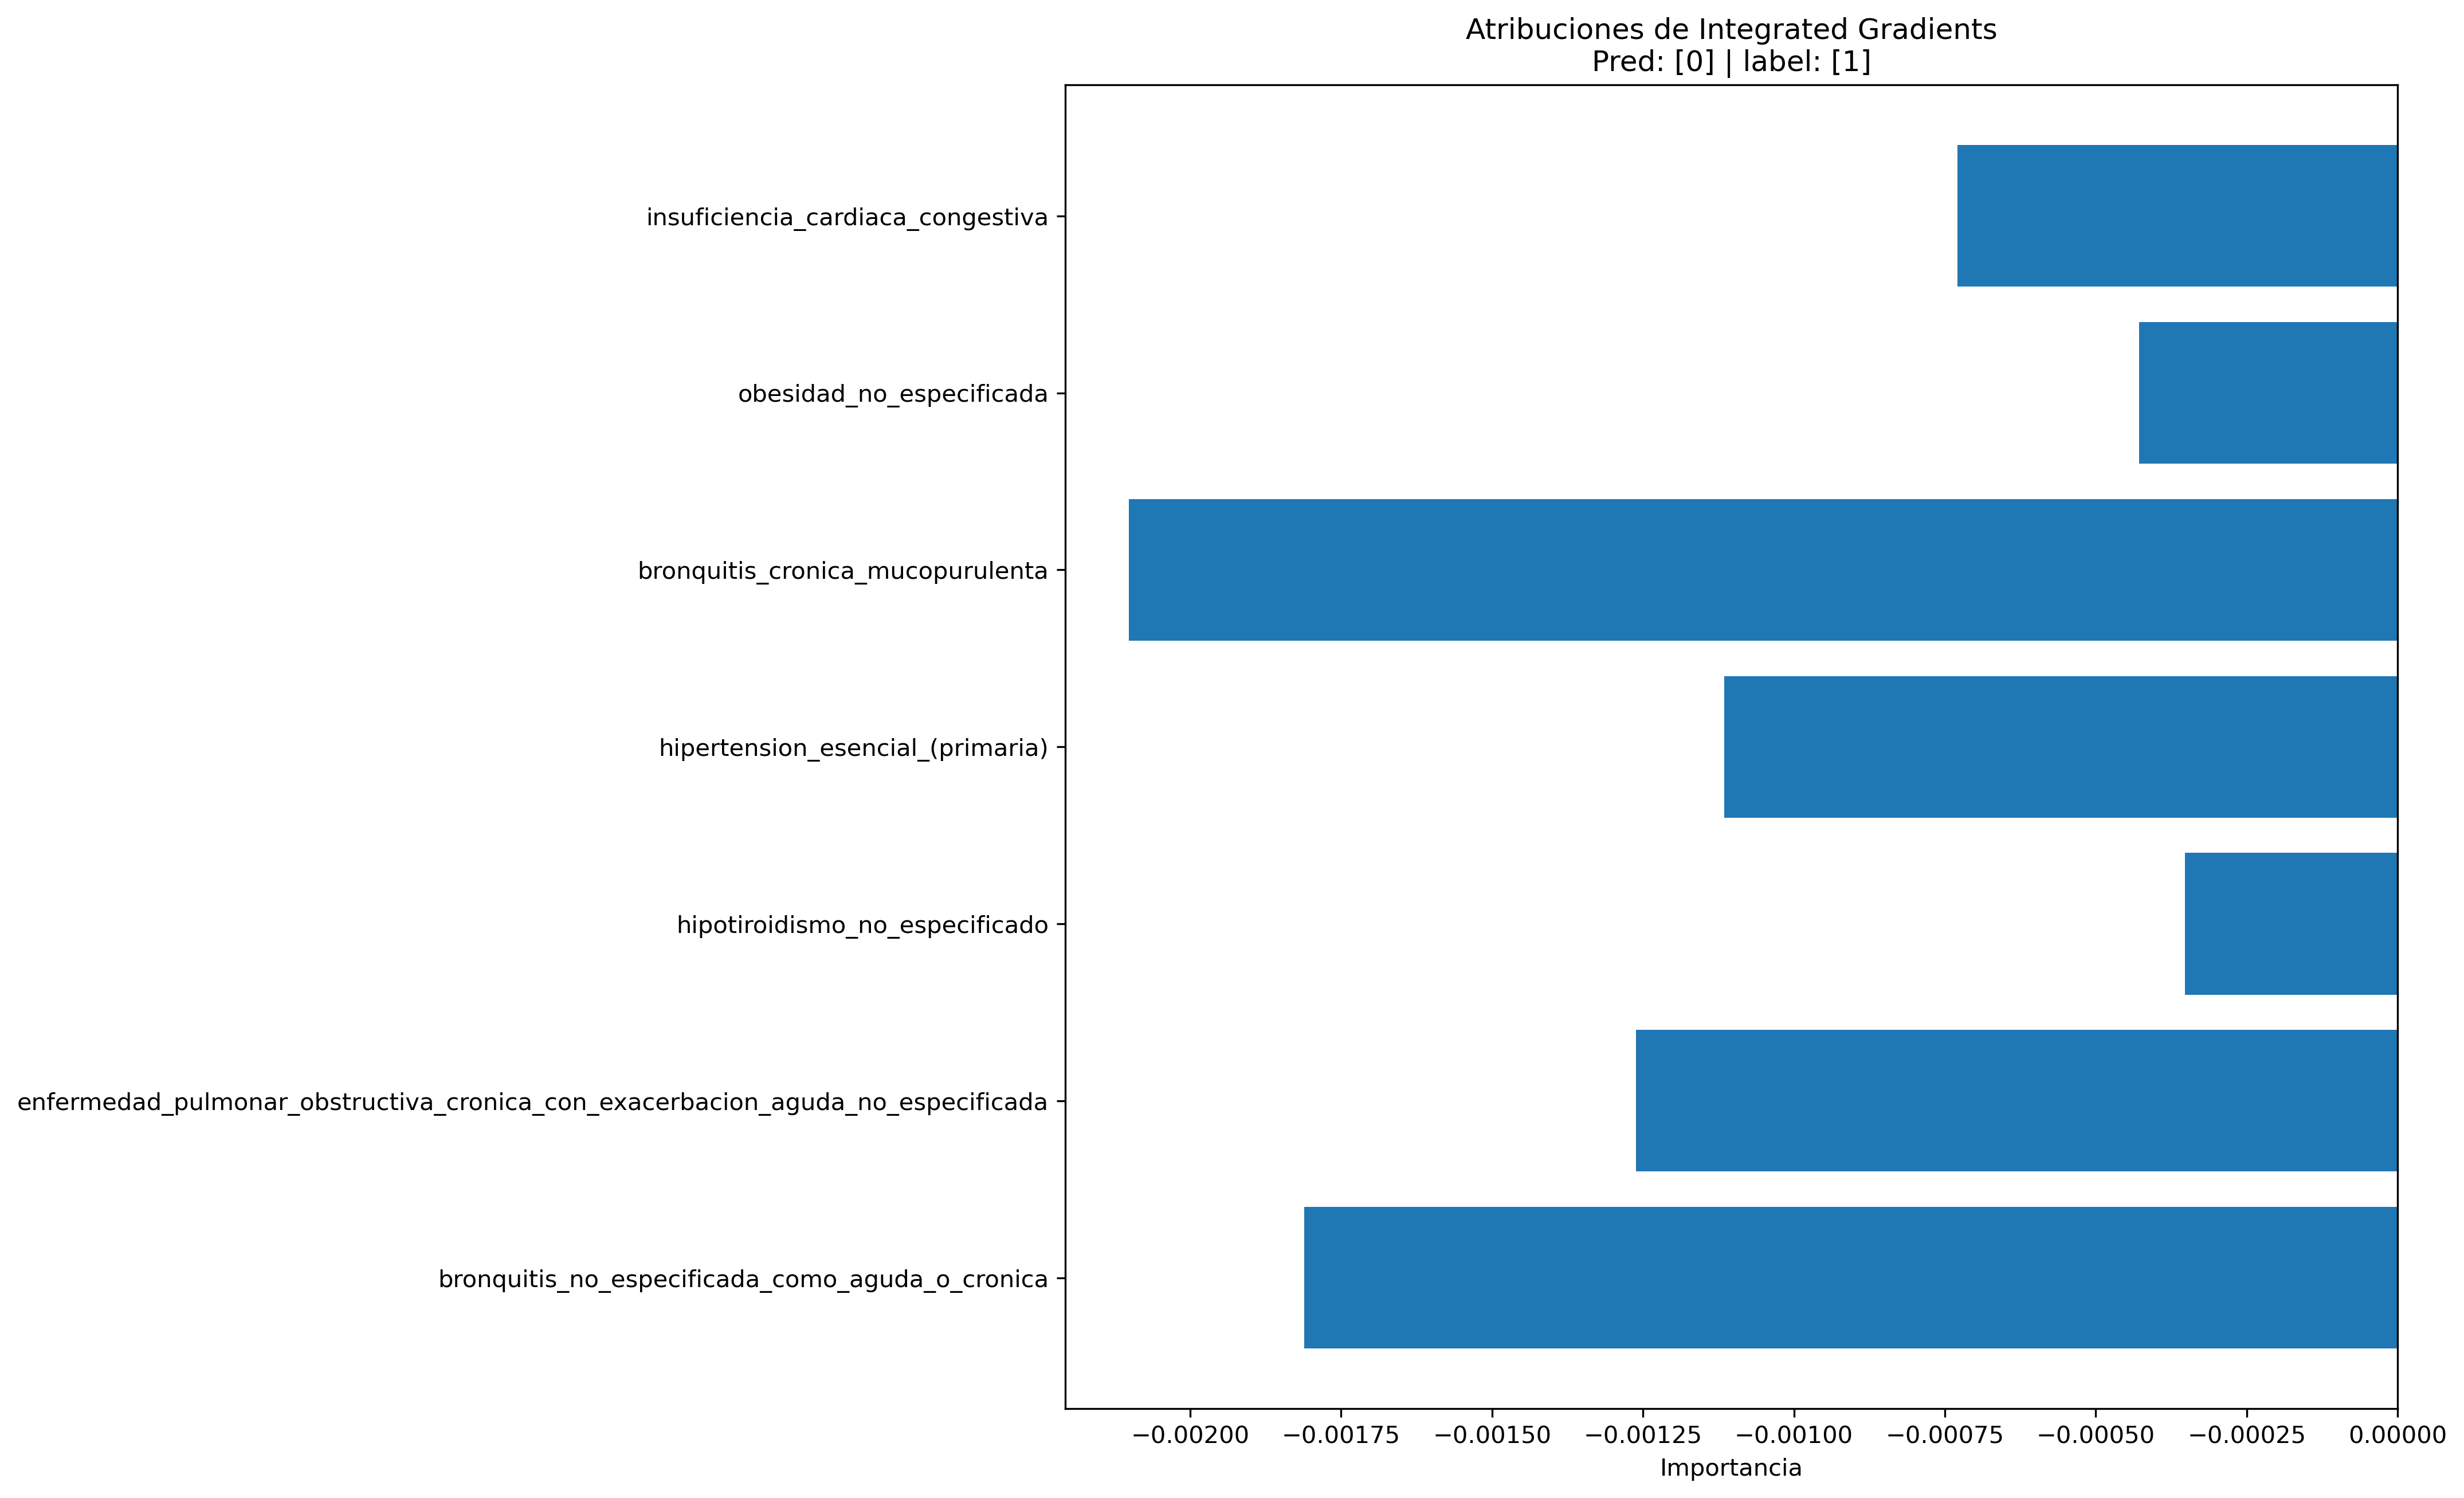 Atribuciones de Integrated Gradients
Pred: [0] | label: [1]
insuficiencia_cardiaca_congestiva
obesidad_no_especificada
bronquitis_cronica_mucopurulenta
hipertension_esencial_(primaria)
hipotiroidismo_no_especificado
enfermedad_pulmonar_obstructiva_cronica_con_exacerbacion_aguda_no_especificada
bronquitis_no_especificada_como_aguda_o_cronica
−0.00200 −0.00175 −0.00150 −0.00125 −0.00100 −0.00075 −0.00050 −0.00025 0.00000
Importancia